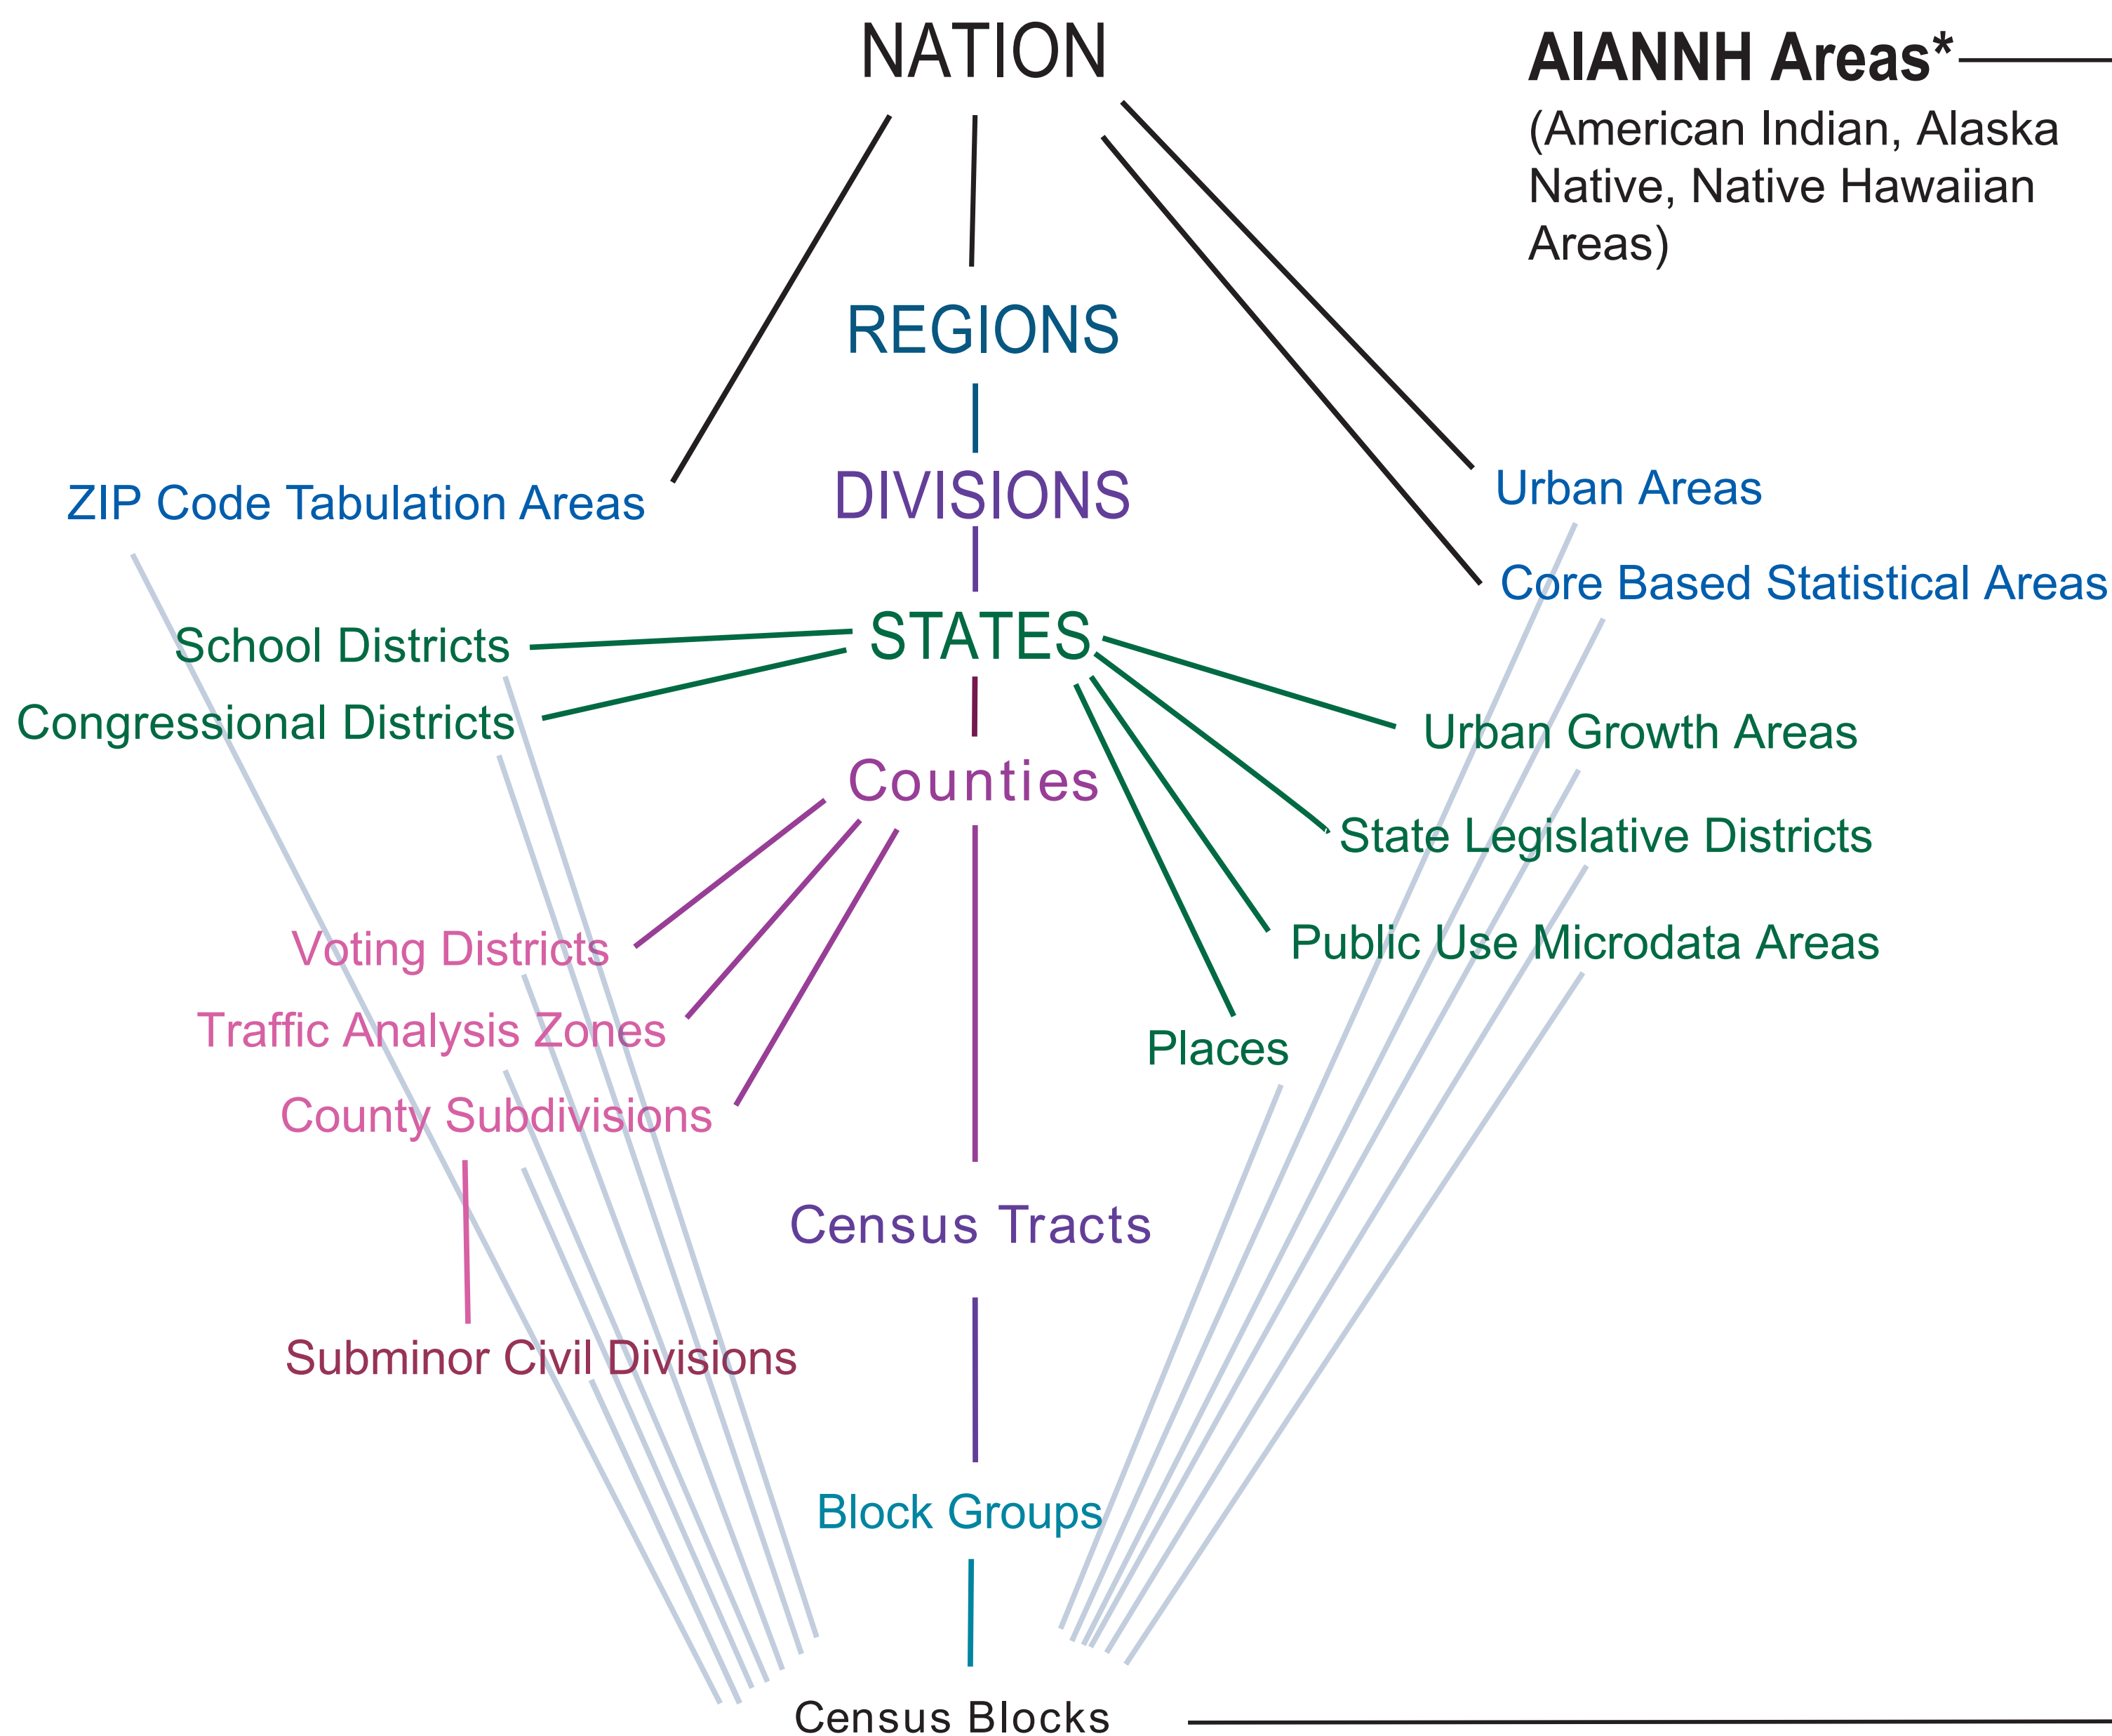 NATION
AIANNH Areas*
(American Indian, Alaska
Native, Native Hawaiian
Areas)
REGIONS
DIVISIONS
ZIP Code Tabulation Areas
Urban Areas
Core Based Statistical Areas
STATES
School Districts
Congressional Districts
Urban Growth Areas
Counties
State Legislative Districts
Voting Districts
Public Use Microdata Areas
Traffic Analysis Zones
Places
County Subdivisions
Census Tracts
Subminor Civil Divisions
Block Groups
Census Blocks